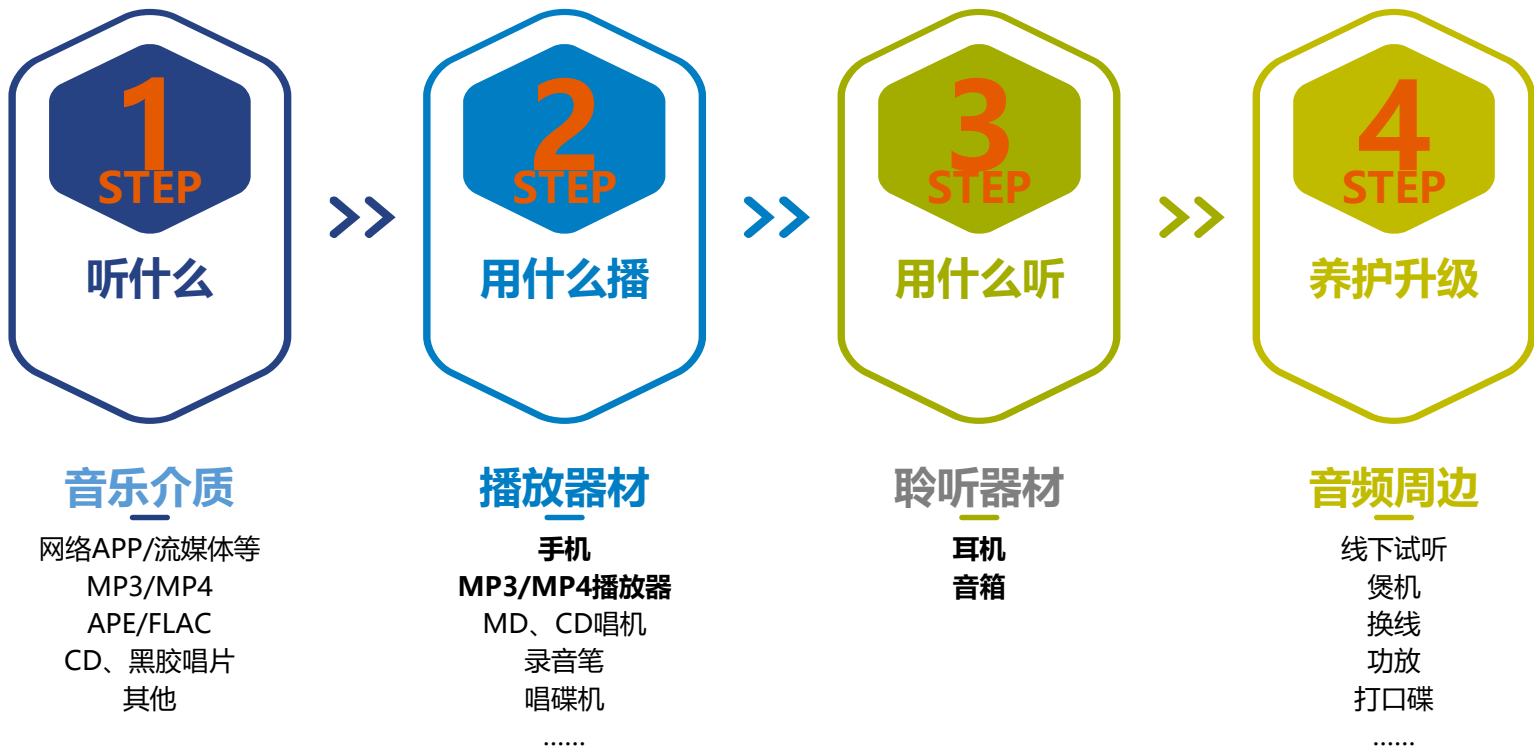 1
STEP
听什么
音乐介质
网络APP/流媒体等
MP3/MP4
APE/FLAC
CD、黑胶唱片
其他
2
STEP
用什么播
播放器材
手机
MP3/MP4播放器
MD、CD唱机
录音笔
唱碟机
......
3
STEP
用什么听
聆听器材
耳机
音箱
4
STEP
养护升级
音频周边
线下试听
煲机
换线
功放
打口碟
......